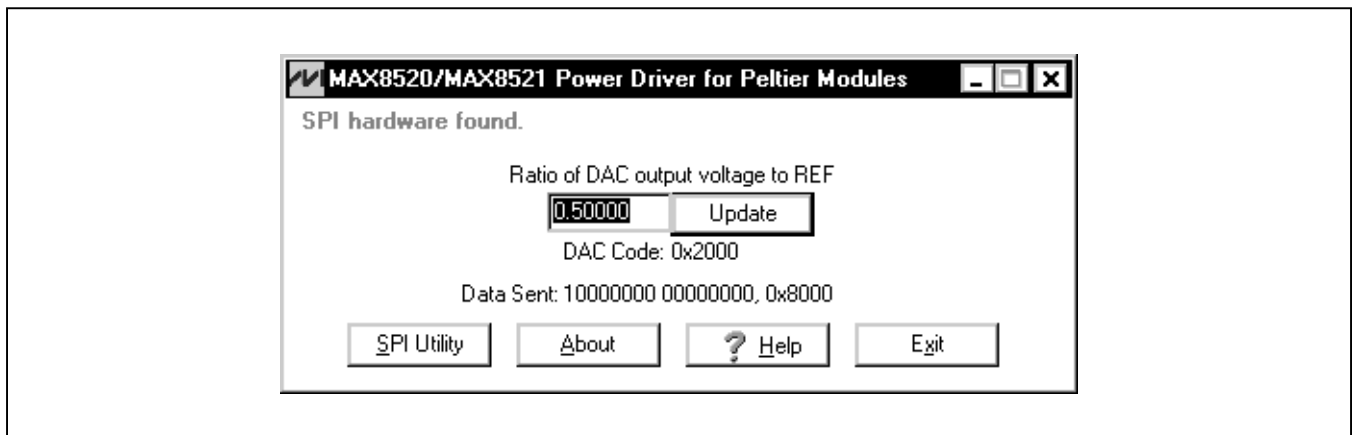 MAX8520/MAX8521 Power Driver for Peltier Modules
SPI hardware found.
Ratio of DAC output voltage to REF
0.50000 Update
DAC Code: 0x2000
Data Sent: 10000000 00000000, 0x8000
SPI Utility About ? Help Exit